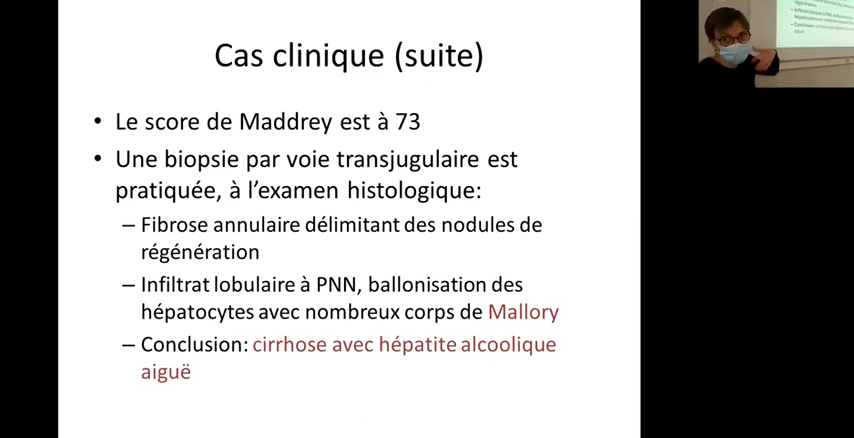 Cas clinique (suite)
• Le score de Maddrey est à 73
• Une biopsie par voie transjugulaire est
pratiquée, à l'examen histologique:
– Fibrose annulaire délimitant des nodules de
régénération
– Infiltrat lobulaire à PNN, ballonisation des
hépatocytes avec nombreux corps de Mallory
– Conclusion: cirrhose avec hépatite alcoolique
aiguë